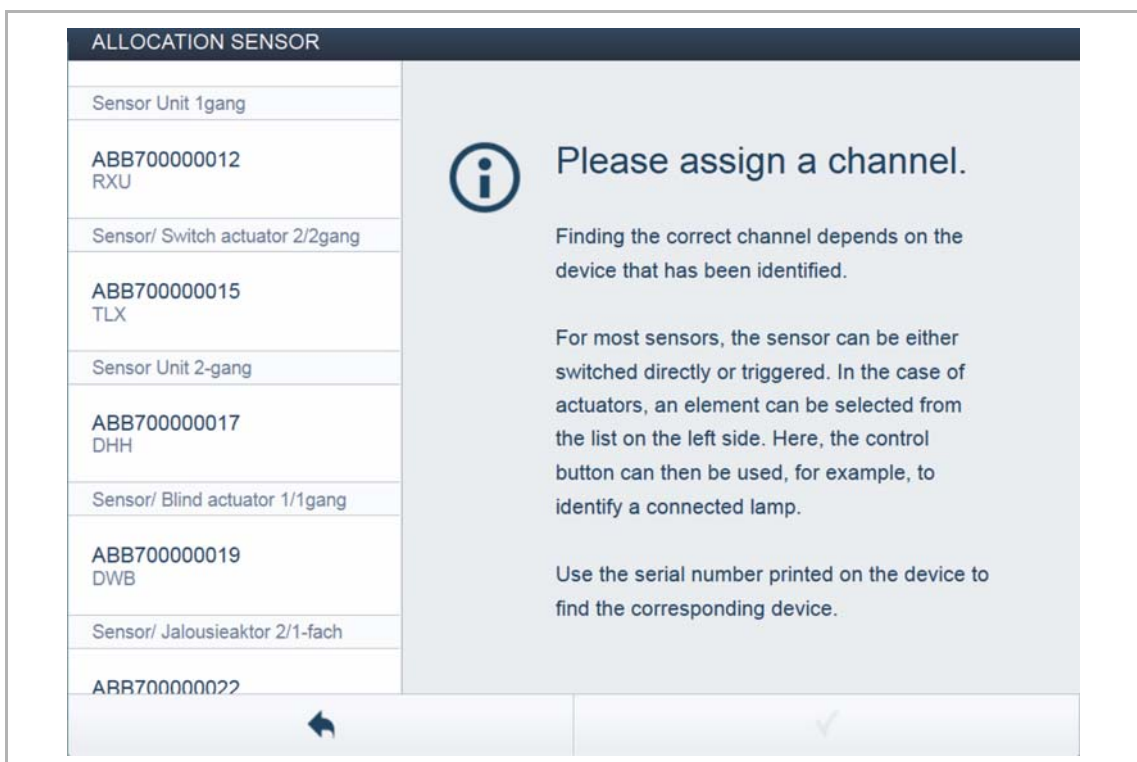 ALLOCATION SENSOR
Sensor Unit 1gang
ABB700000012
RXU
Sensor/ Switch actuator 2/2gang
ABB700000015
TLX
Sensor Unit 2-gang
ABB700000017
DHH
Sensor/ Blind actuator 1/1gang
ABB700000019
DWB
Sensor/ Jalousieaktor 2/1-fach
ABB700000022
Please assign a channel.
Finding the correct channel depends on the
device that has been identified.
For most sensors, the sensor can be either
switched directly or triggered. In the case of
actuators, an element can be selected from
the list on the left side. Here, the control
button can then be used, for example, to
identify a connected lamp.
Use the serial number printed on the device to
find the corresponding device.